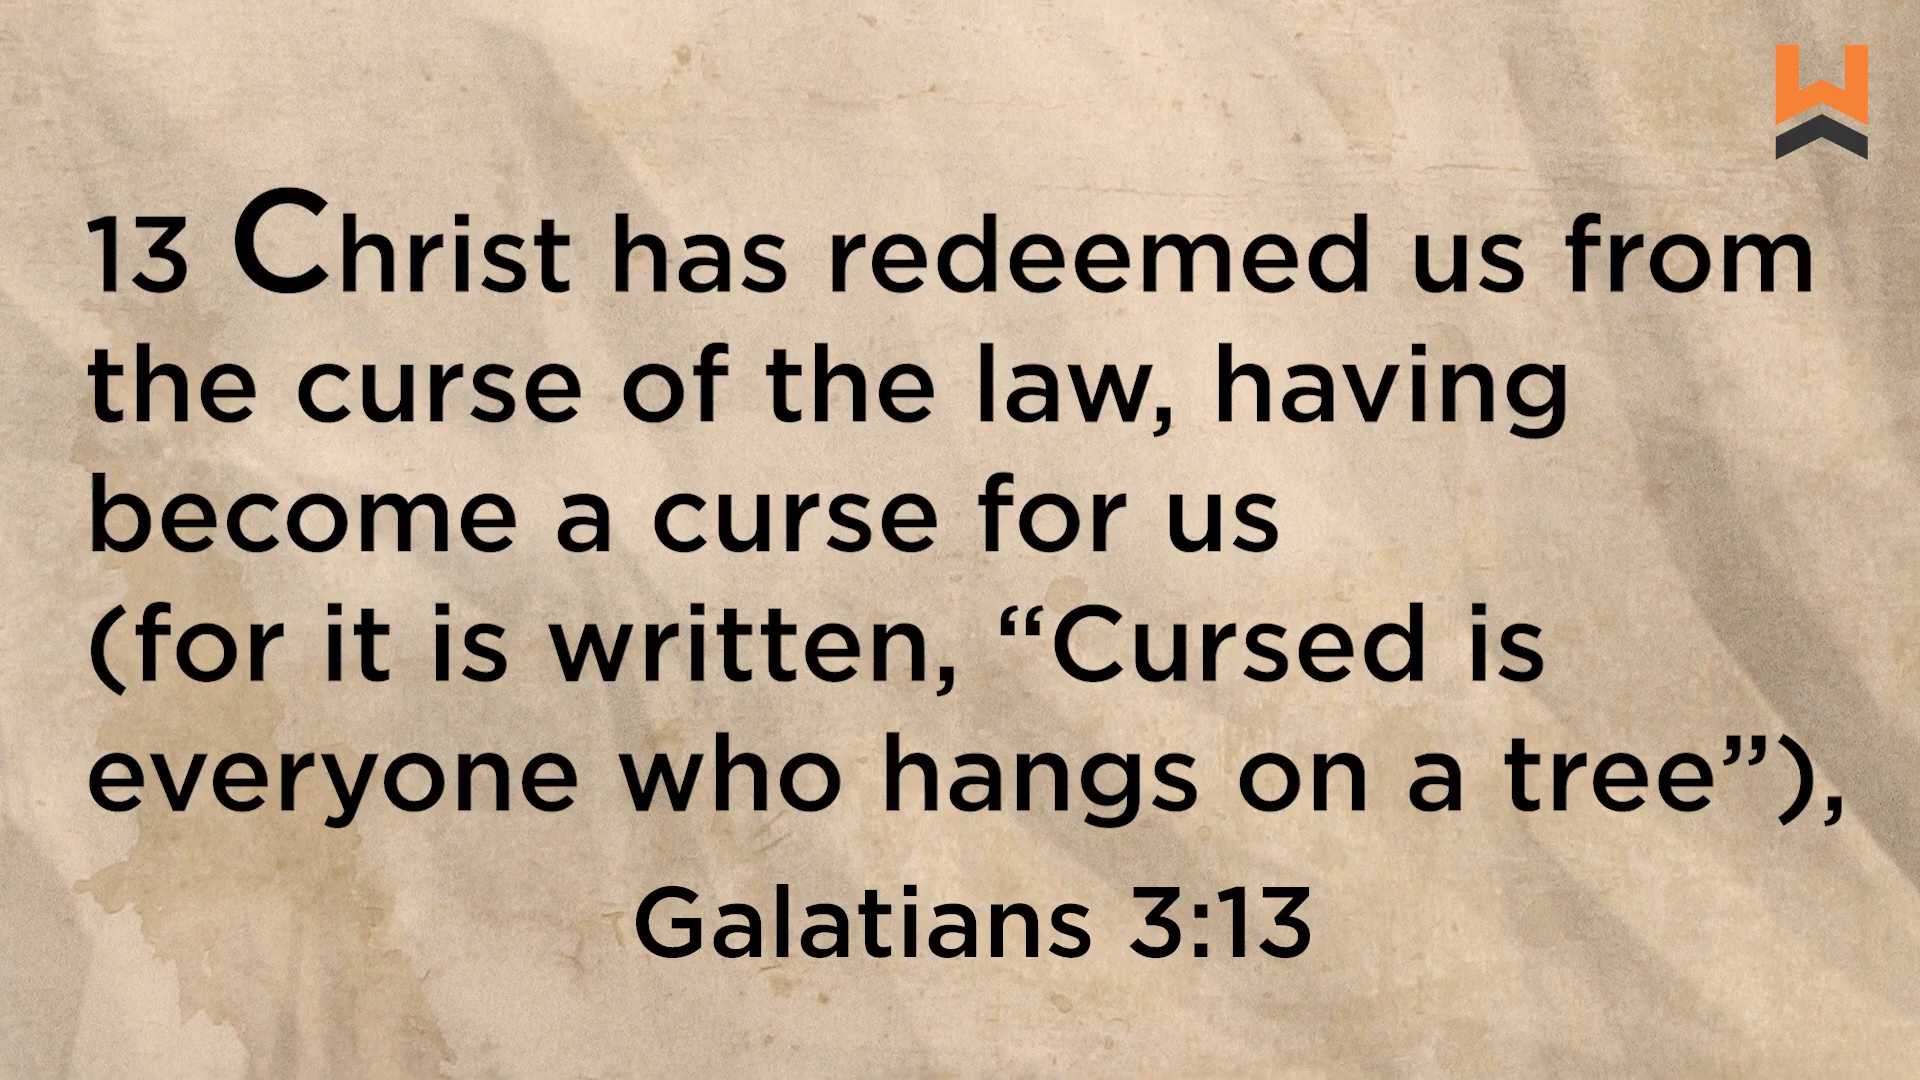 13 Christ has redeemed us from
the curse of the law, having
become a curse for us
(for it is written, “Cursed is
everyone who hangs on a tree”),
Galatians 3:13